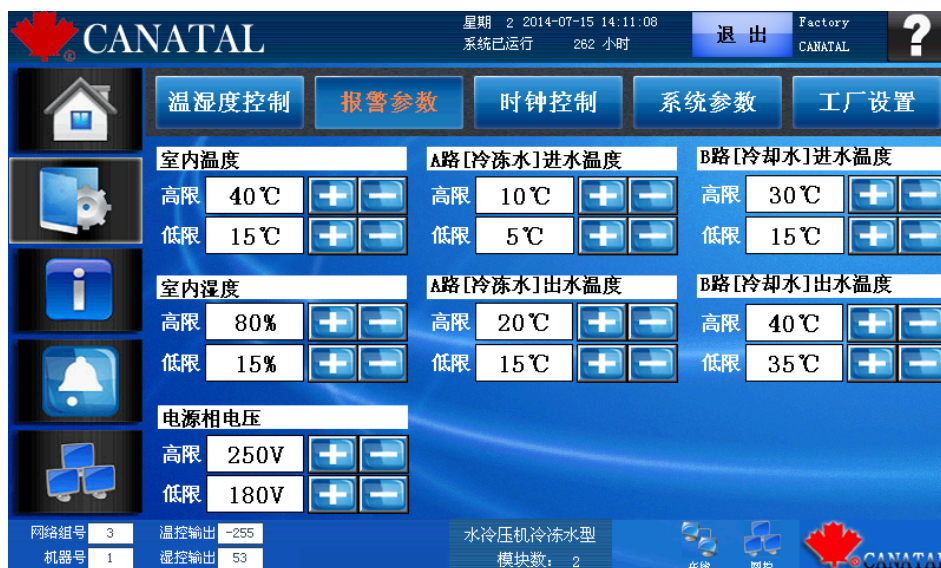 CANATAL
®
星期 2 2014-07-15 14:11:08
系统已运行 262 小时
退 出
Factory
CANATAL
?
温湿度控制 报警参数 时钟控制 系统参数 工厂设置
室内温度 A路[冷冻水]进水温度 B路[冷却水]进水温度
高限 40℃ 高限 10℃ 高限 30℃
低限 15℃ 低限 5℃ 低限 15℃
室内湿度 A路[冷冻水]出水温度 B路[冷却水]出水温度
高限 80% 高限 20℃ 高限 40℃
低限 15% 低限 15℃ 低限 35℃
电源相电压
高限 250V
低限 180V
网络组号 3 温控输出 -255 水冷压机冷冻水型
机器号 1 湿控输出 53 模块数: 2
CANATAL